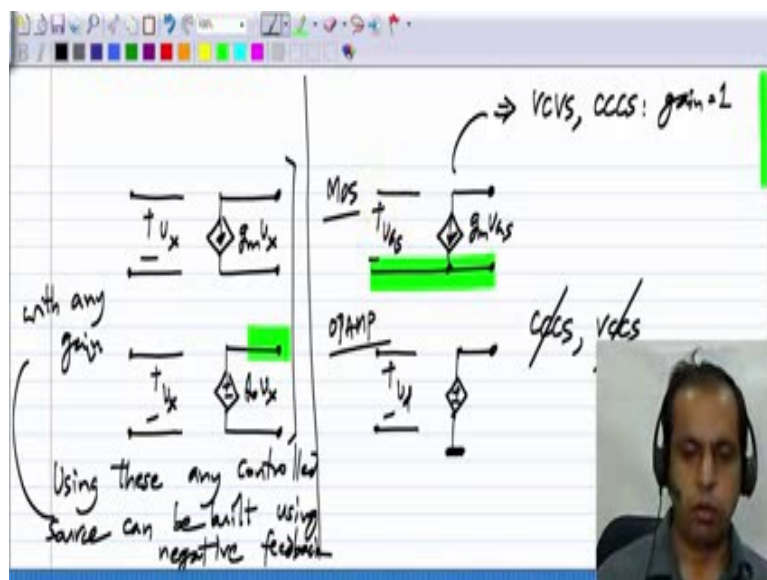 ⇒ VCVS, CCCS: gain = 1
MOS
+ Vx -
gm Vx
+ VGS -
gm VGS
with any
gain
OPAMP
CCCS, VCCS
+ Vx -
A0 Vx
+ Vd -
Using these any controlled
source can be built using
negative feedback